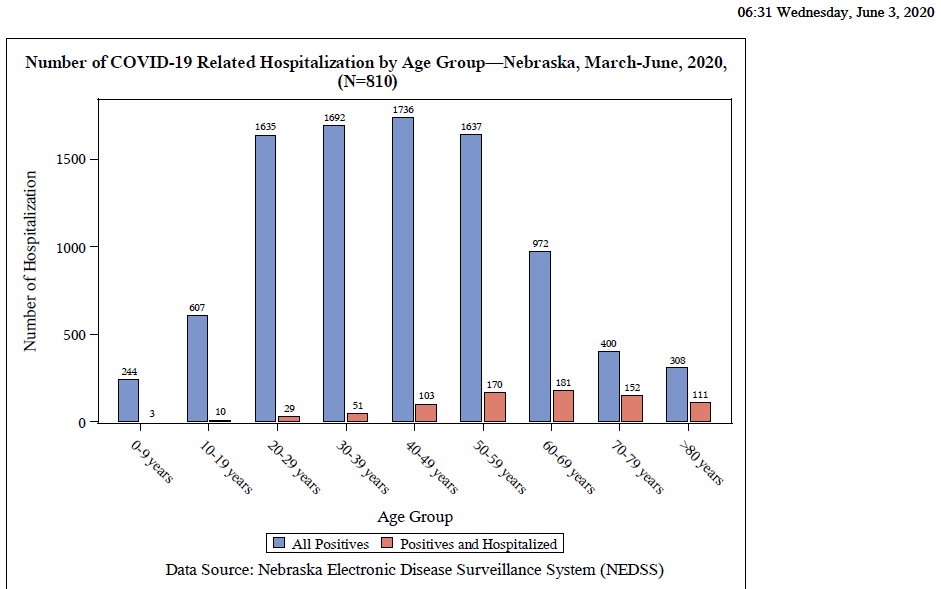 06:31 Wednesday, June 3, 2020
Number of COVID-19 Related Hospitalization by Age Group—Nebraska, March-June, 2020,
(N=810)
Number of Hospitalization
1500
1000
500
0
244
3
607
10
1635
29
1692
51
1736
103
1637
170
972
181
400
152
308
111
0-9 years
10-19 years
20-29 years
30-39 years
40-49 years
50-59 years
60-69 years
70-79 years
>80 years
Age Group
All Positives Positives and Hospitalized
Data Source: Nebraska Electronic Disease Surveillance System (NEDSS)